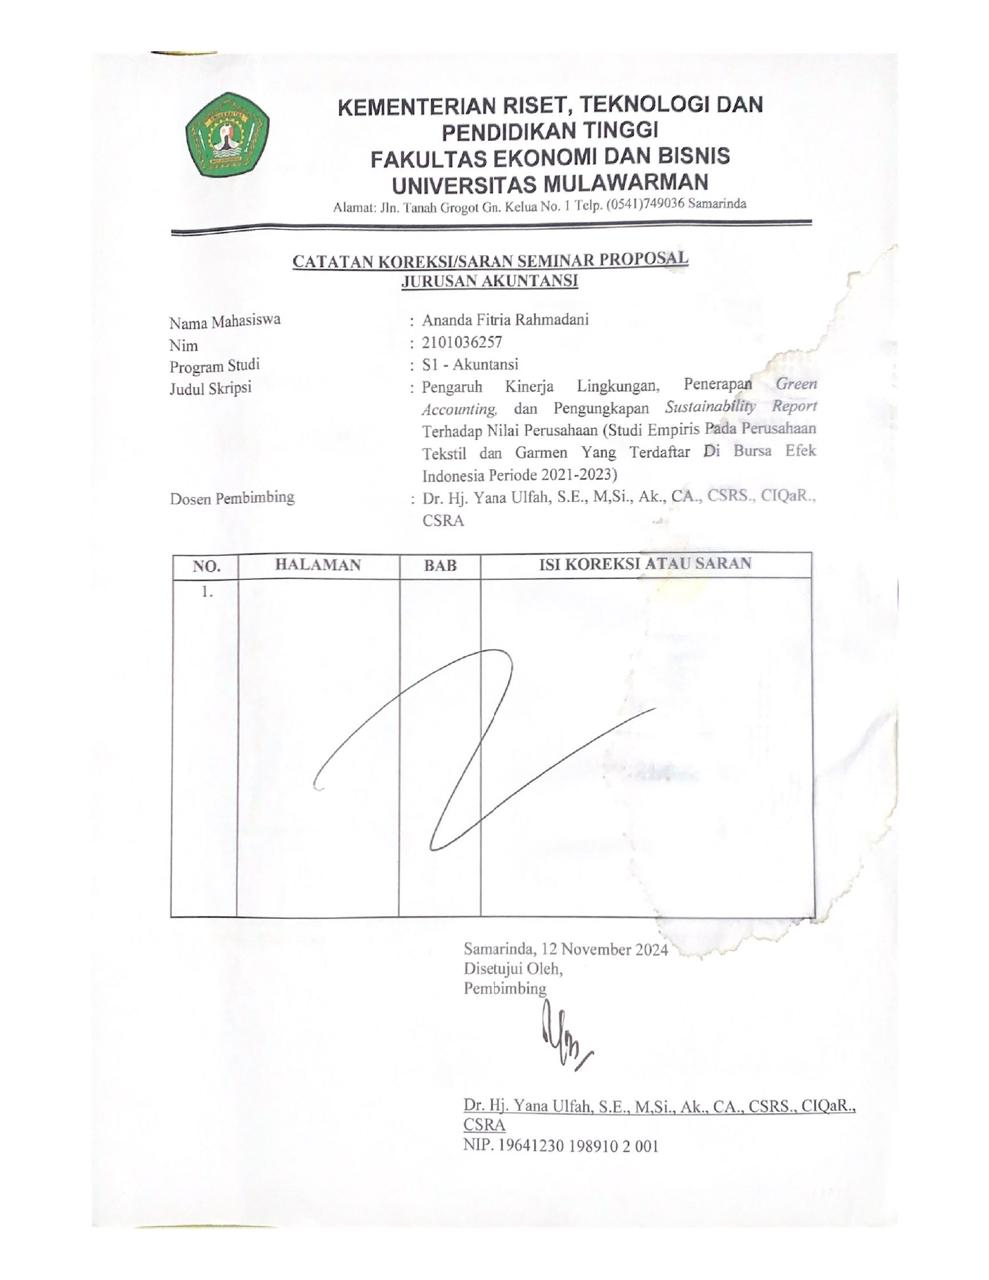 KEMENTERIAN RISET, TEKNOLOGI DAN
PENDIDIKAN TINGGI
FAKULTAS EKONOMI DAN BISNIS
UNIVERSITAS MULAWARMAN
Alamat: Jln. Tanah Grogot Gn. Kelua No. 1 Telp. (0541)749036 Samarinda
CATATAN KOREKSI/SARAN SEMINAR PROPOSAL
JURUSAN AKUNTANSI
Nama Mahasiswa : Ananda Fitria Rahmadani
Nim : 2101036257
Program Studi : S1 - Akuntansi
Judul Skripsi : Pengaruh Kinerja Lingkungan, Penerapan Green
Accounting, dan Pengungkapan Sustainability Report
Terhadap Nilai Perusahaan (Studi Empiris Pada Perusahaan
Tekstil dan Garmen Yang Terdaftar Di Bursa Efek
Indonesia Periode 2021-2023)
Dosen Pembimbing : Dr. Hj. Yana Ulfah, S.E., M,Si., Ak., CA., CSRS., CIQaR.,
CSRA
NO. HALAMAN BAB ISI KOREKSI ATAU SARAN
1.
Samarinda, 12 November 2024
Disetujui Oleh,
Pembimbing
Dr. Hj. Yana Ulfah, S.E., M,Si., Ak., CA., CSRS., CIQaR.,
CSRA
NIP. 19641230 198910 2 001